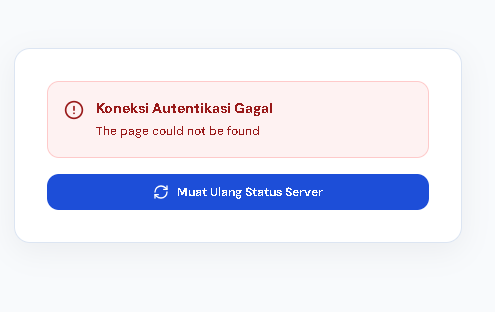 Koneksi Autentikasi Gagal
The page could not be found
Muat Ulang Status Server